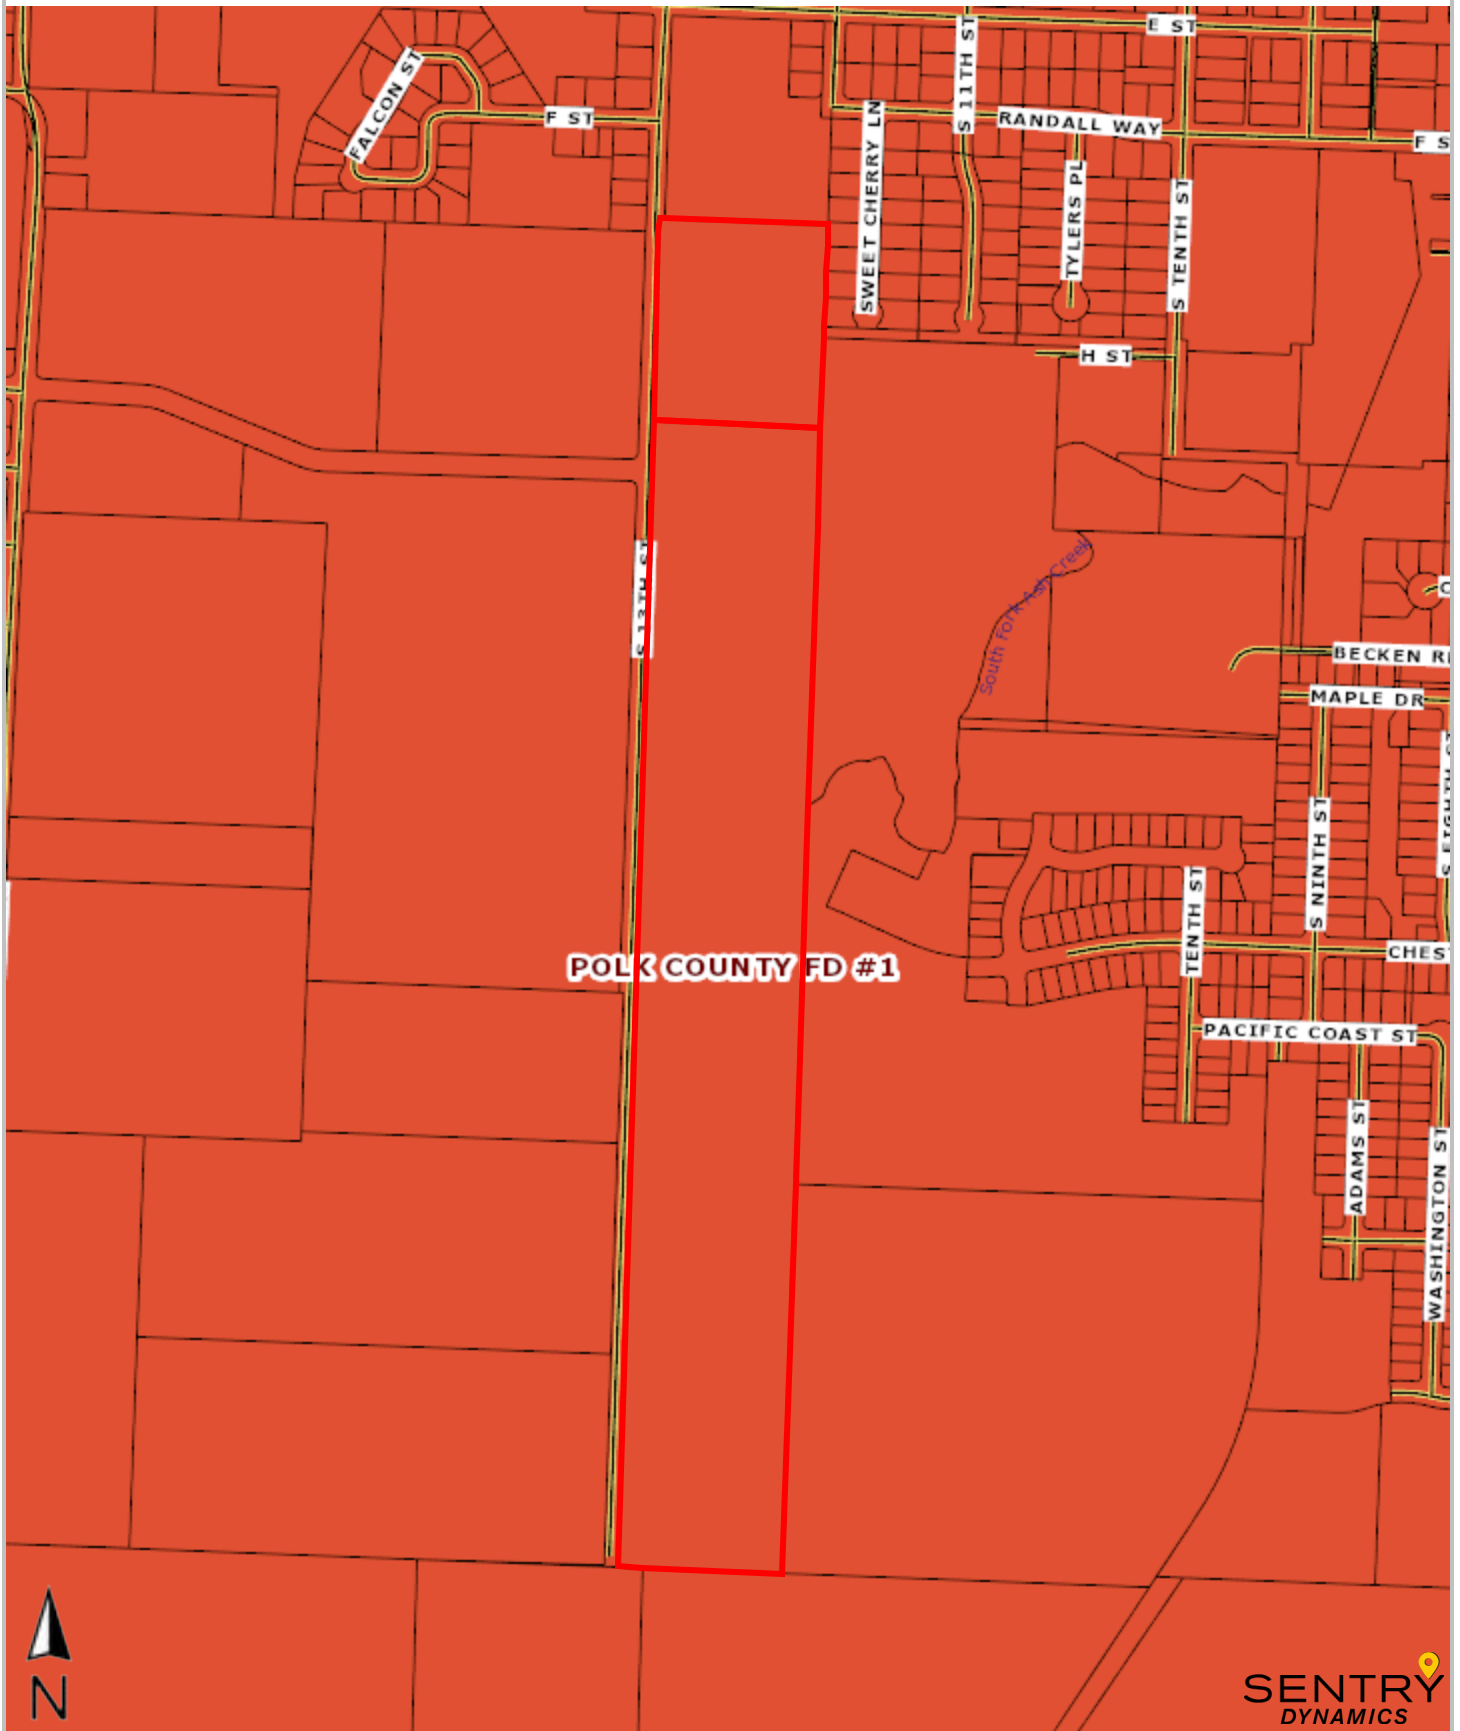 E ST
S 11TH ST
FALCON ST
F ST
RANDALL WAY
F S
SWEET CHERRY LN
TYLERS PL
S TENTH ST
H ST
S 13TH ST
South Fork Ash Creek
BECKEN R
MAPLE DR
S EIGHTH ST
S NINTH ST
TENTH ST
CHES
POLK COUNTY FD #1
PACIFIC COAST ST
ADAMS ST
WASHINGTON ST
N
SENTRY
DYNAMICS